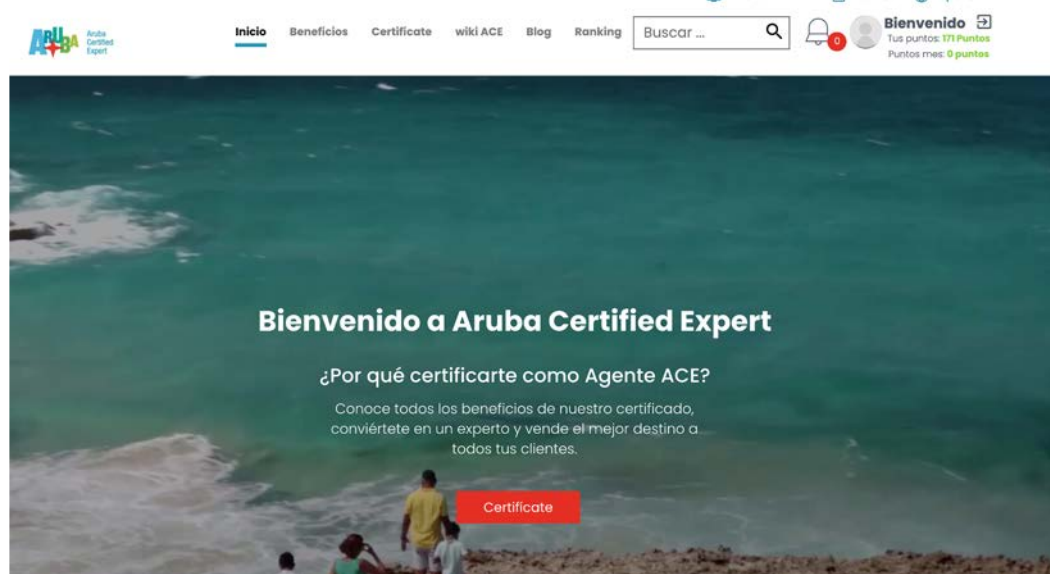 ARUBA
Aruba
Certified
Expert
Inicio
Beneficios
Certifícate
wiki ACE
Blog
Ranking
Buscar ...
0
Bienvenido
Tus puntos: 171 Puntos
Puntos mes: 0 puntos
Bienvenido a Aruba Certified Expert
¿Por qué certificarte como Agente ACE?
Conoce todos los beneficios de nuestro certificado,
conviértete en un experto y vende el mejor destino a
todos tus clientes.
Certifícate